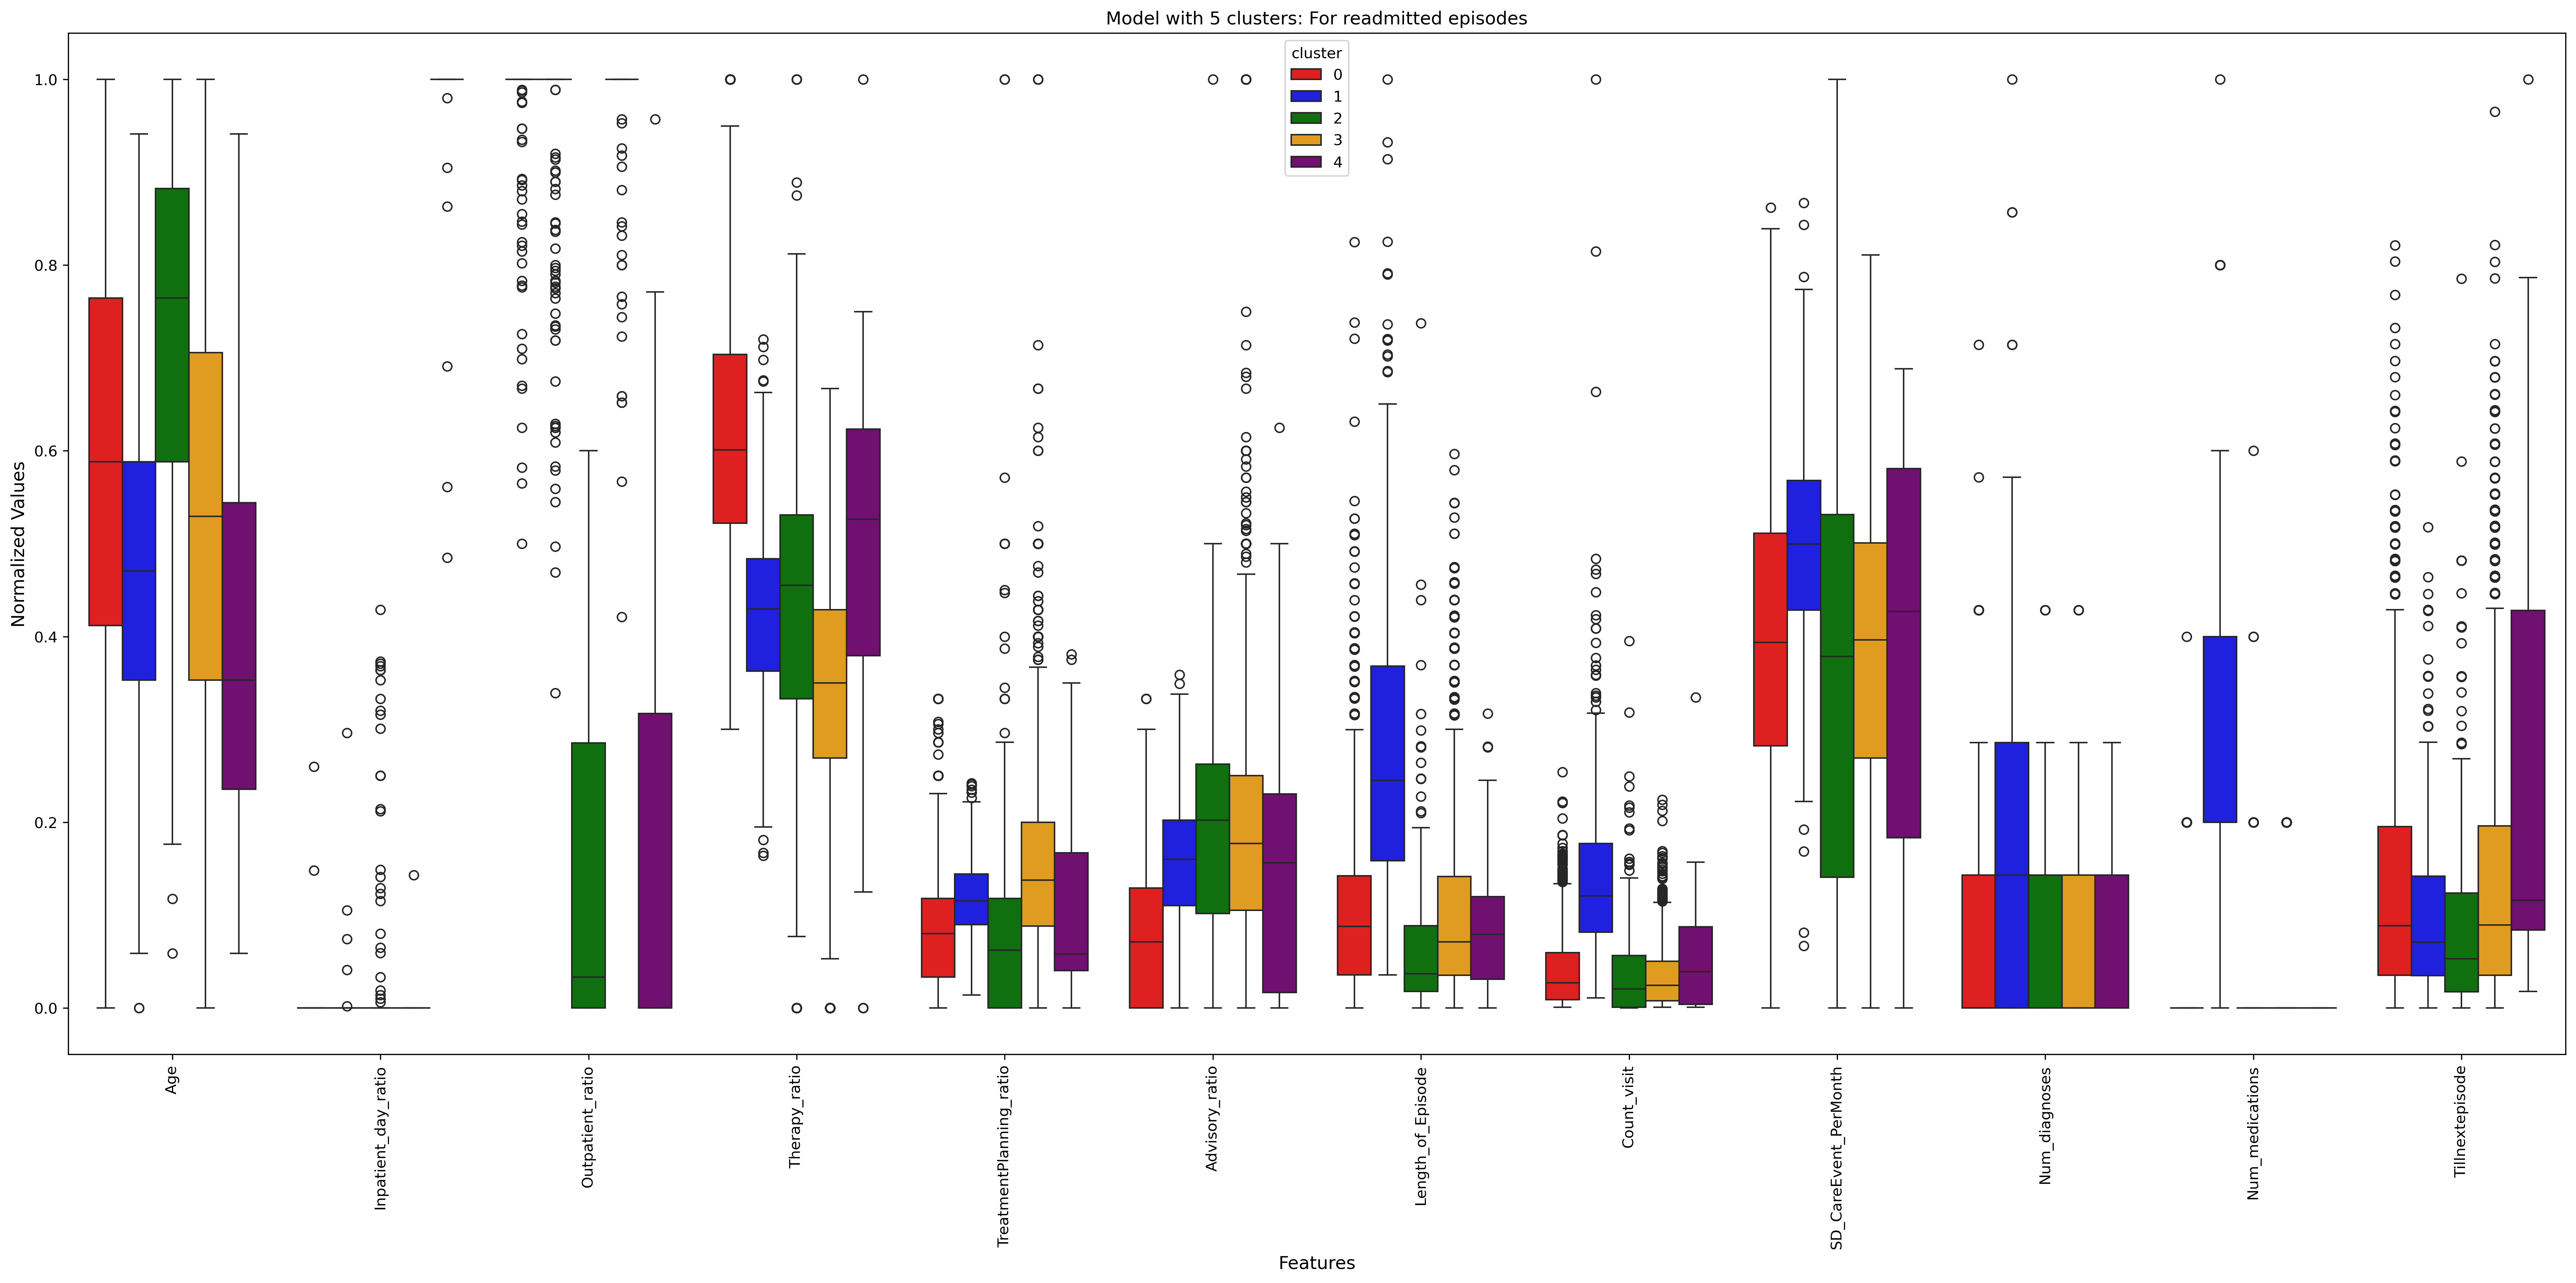 Model with 5 clusters: For readmitted episodes
cluster
0
1
2
3
4
Normalized Values
1.0
0.8
0.6
0.4
0.2
0.0
Age
Inpatient_day_ratio
Outpatient_ratio
Therapy_ratio
TreatmentPlanning_ratio
Advisory_ratio
Length_of_Episode
Count_visit
SD_CareEvent_PerMonth
Num_diagnoses
Num_medications
Tillnextepisode
Features